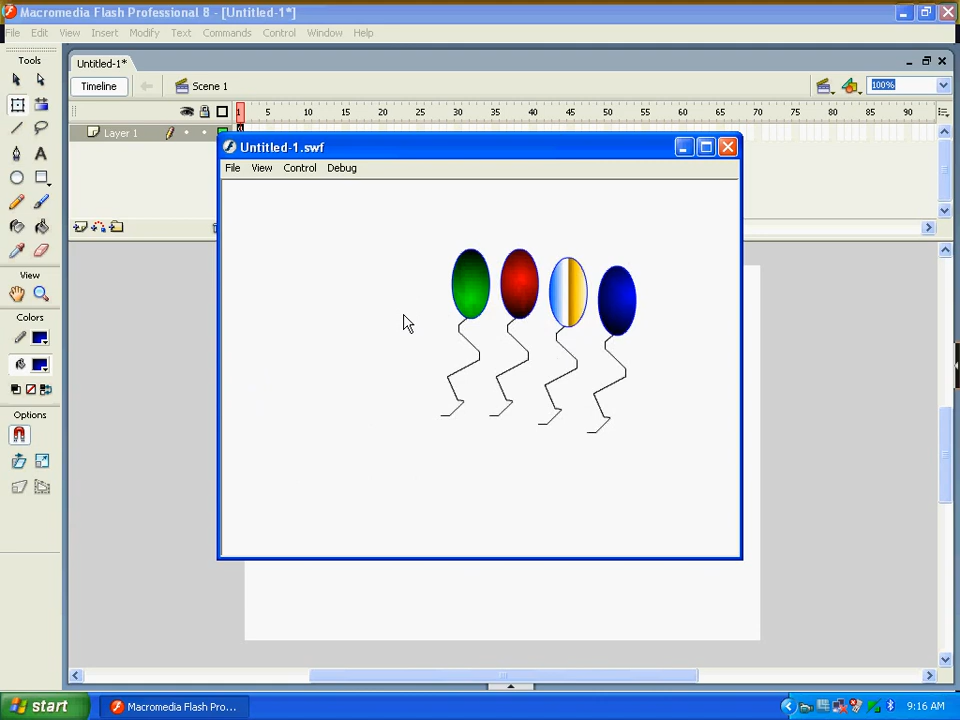 Macromedia Flash Professional 8 - [Untitled-1*]
File Edit View Insert Modify Text Commands Control Window Help
Tools
Untitled-1*
Timeline
Scene 1
100%
1 5 10 15 20 25 30 35 40 45 50 55 60 65 70 75 80 85 90
Layer 1
Untitled-1.swf
File View Control Debug
View
Colors
Options
start
Macromedia Flash Pro...
9:16 AM